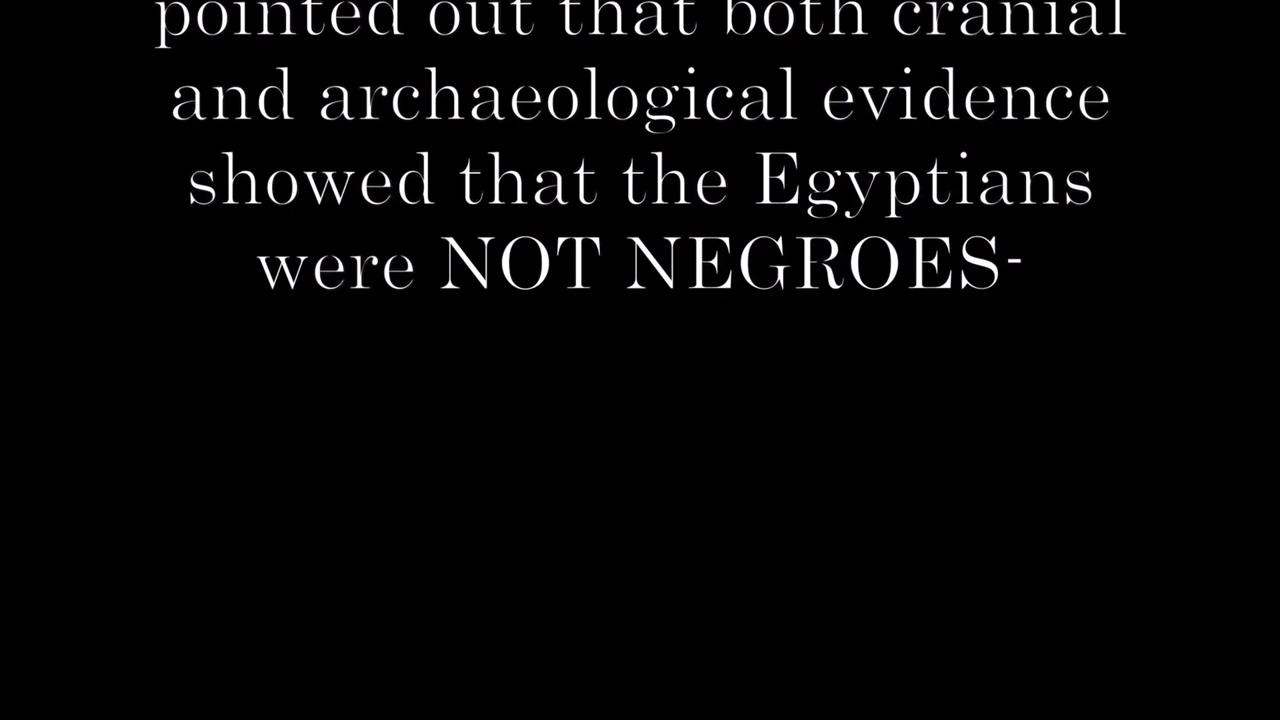 pointed out that both cranial
and archaeological evidence
showed that the Egyptians
were NOT NEGROES-